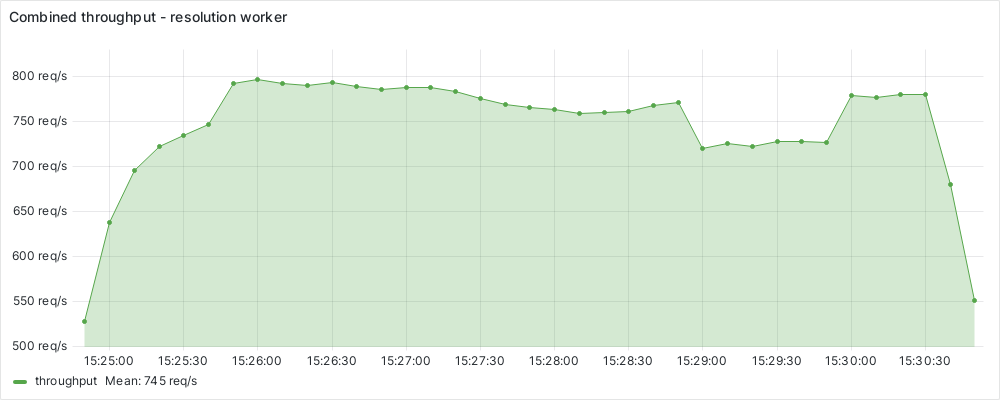 Combined throughput - resolution worker
800 req/s
750 req/s
700 req/s
650 req/s
600 req/s
550 req/s
500 req/s
15:25:00 15:25:30 15:26:00 15:26:30 15:27:00 15:27:30 15:28:00 15:28:30 15:29:00 15:29:30 15:30:00 15:30:30
throughput Mean: 745 req/s